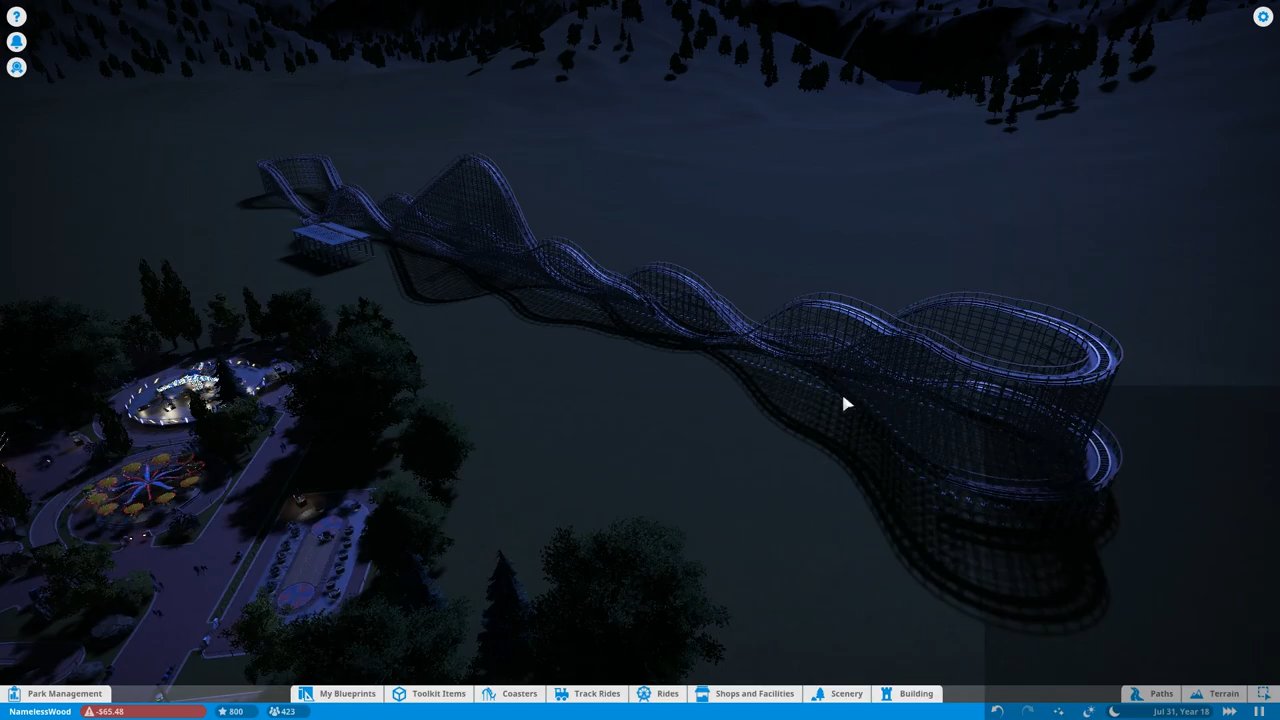 ?
Park Management
My Blueprints
Toolkit Items
Coasters
Track Rides
Rides
Shops and Facilities
Scenery
Building
Paths
Terrain
NamelessWood
-$65.48
800
423
Jul 31, Year 18